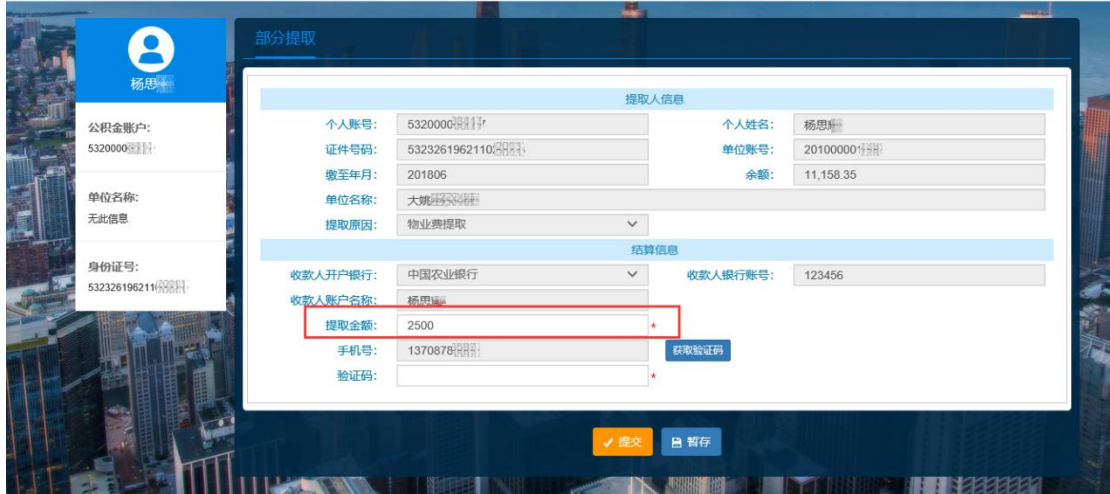 部分提取
杨思
公积金账户:
5320000
单位名称:
无此信息
身份证号:
532326196211
提取人信息
个人账号: 5320000 个人姓名: 杨思
证件号码: 5323261962110 单位账号: 20100000
缴至年月: 201806 余额: 11,158.35
单位名称: 大姚
提取原因: 物业费提取
结算信息
收款人开户银行: 中国农业银行 收款人银行账号: 123456
收款人账户名称: 杨思
提取金额: 2500 *
手机号: 1370878 获取验证码
验证码: *
提交 暂存